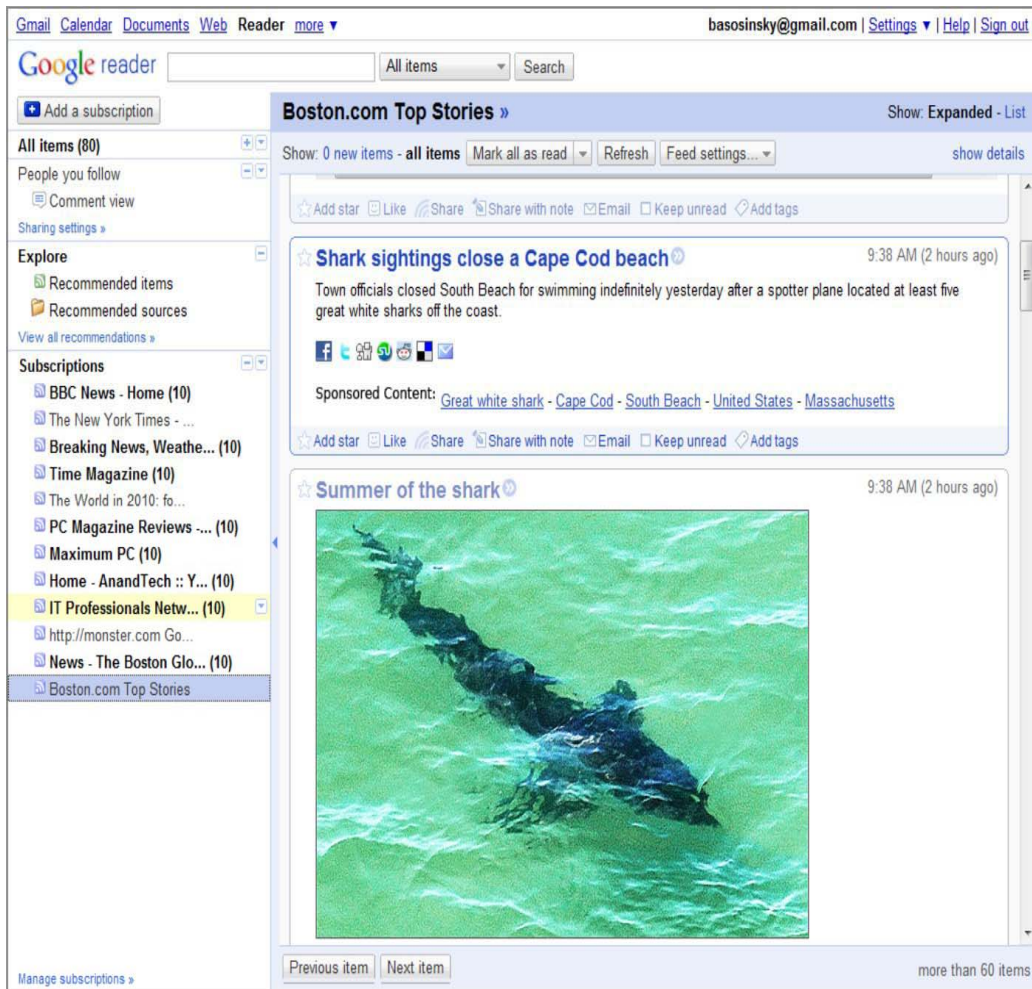 Gmail Calendar Documents Web Reader more ▼ basosinsky@gmail.com | Settings ▼ | Help | Sign out
Google reader All items Search
Add a subscription
All items (80)
People you follow
Comment view
Sharing settings »
Explore
Recommended items
Recommended sources
View all recommendations »
Subscriptions
BBC News - Home (10)
The New York Times - ...
Breaking News, Weathe... (10)
Time Magazine (10)
The World in 2010: fo...
PC Magazine Reviews -... (10)
Maximum PC (10)
Home - AnandTech :: Y... (10)
IT Professionals Netw... (10)
http://monster.com Go...
News - The Boston Glo... (10)
Boston.com Top Stories
Manage subscriptions »
Boston.com Top Stories » Show: Expanded - List
Show: 0 new items - all items Mark all as read Refresh Feed settings... show details
Add star Like Share Share with note Email Keep unread Add tags
Shark sightings close a Cape Cod beach 9:38 AM (2 hours ago)
Town officials closed South Beach for swimming indefinitely yesterday after a spotter plane located at least five
great white sharks off the coast.
Sponsored Content: Great white shark - Cape Cod - South Beach - United States - Massachusetts
Add star Like Share Share with note Email Keep unread Add tags
Summer of the shark 9:38 AM (2 hours ago)
Previous item Next item more than 60 items